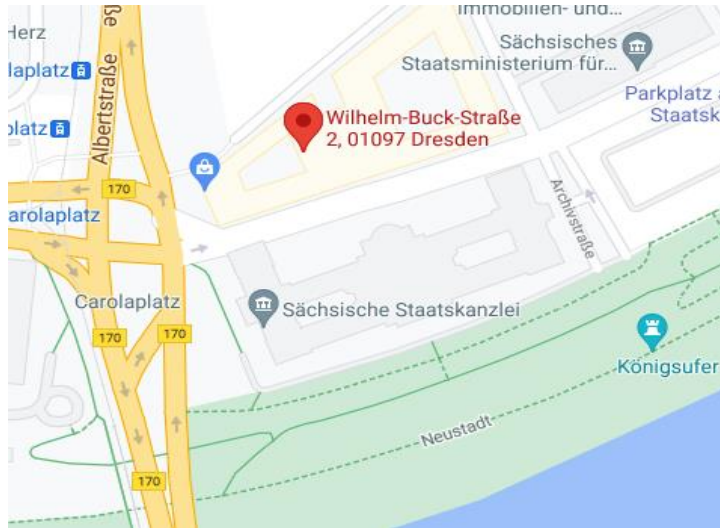 Immobilien- und...
Herz
Sächsisches
Staatsministerium für...
laplatz
Albertstraße
Parkplatz a
Staatsk
Wilhelm-Buck-Straße
2, 01097 Dresden
platz
170
Archivstraße
arolaplatz
Carolaplatz
Sächsische Staatskanzlei
170
170
Königsufer
Neustadt
170